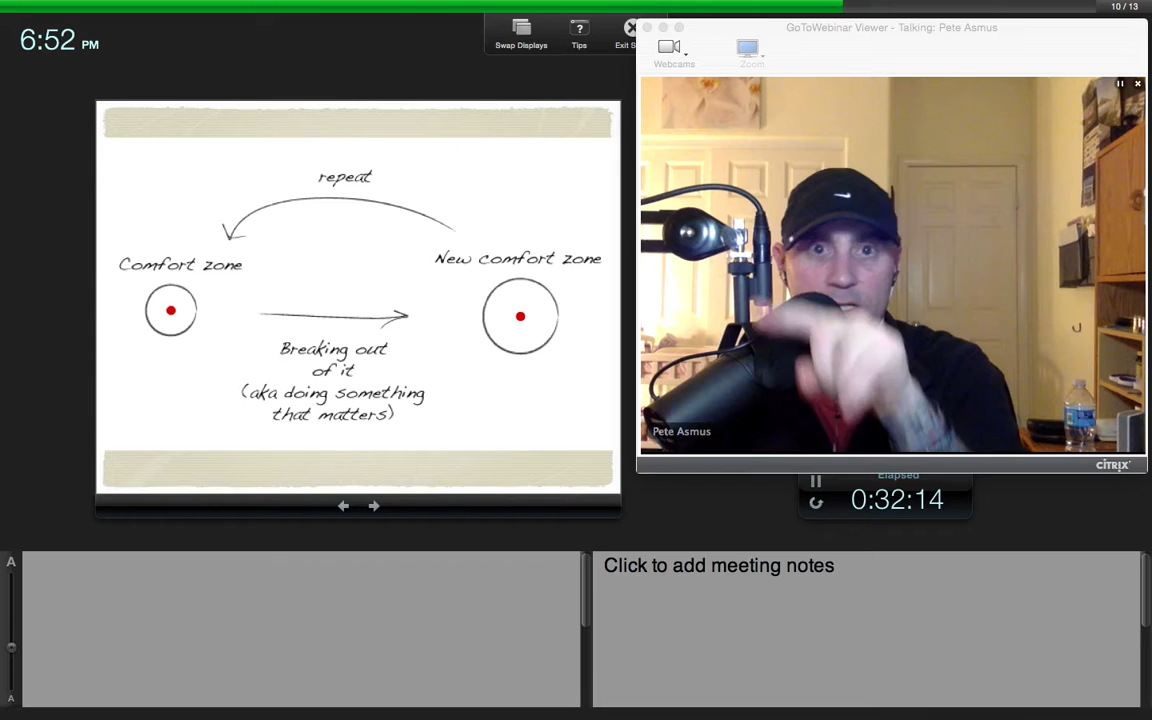 10 / 13
6:52 PM
Swap Displays
Tips
Exit S
GoToWebinar Viewer - Talking: Pete Asmus
Webcams
Zoom
repeat
Comfort zone
New comfort zone
Breaking out
of it
(aka doing something
that matters)
Pete Asmus
CITRIX
Elapsed
0:32:14
A
Click to add meeting notes
A